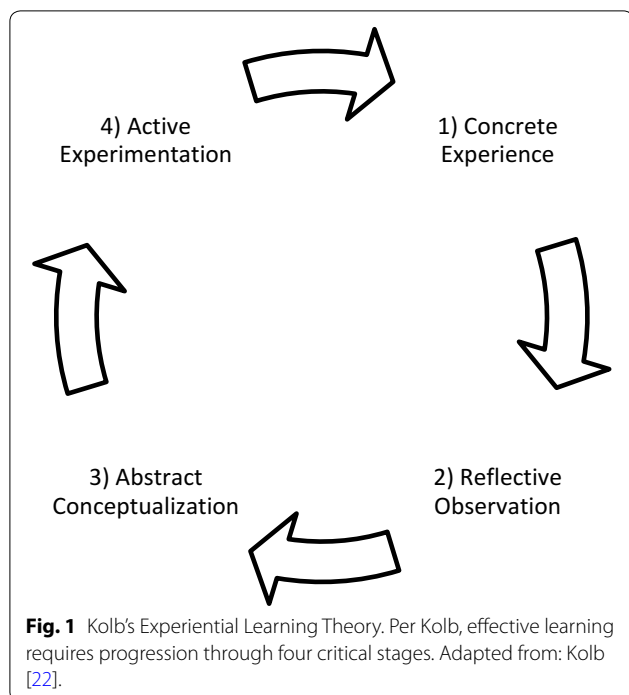 4) Active
Experimentation
1) Concrete
Experience
3) Abstract
Conceptualization
2) Reflective
Observation
Fig. 1 Kolb’s Experiential Learning Theory. Per Kolb, effective learning
requires progression through four critical stages. Adapted from: Kolb
[22].